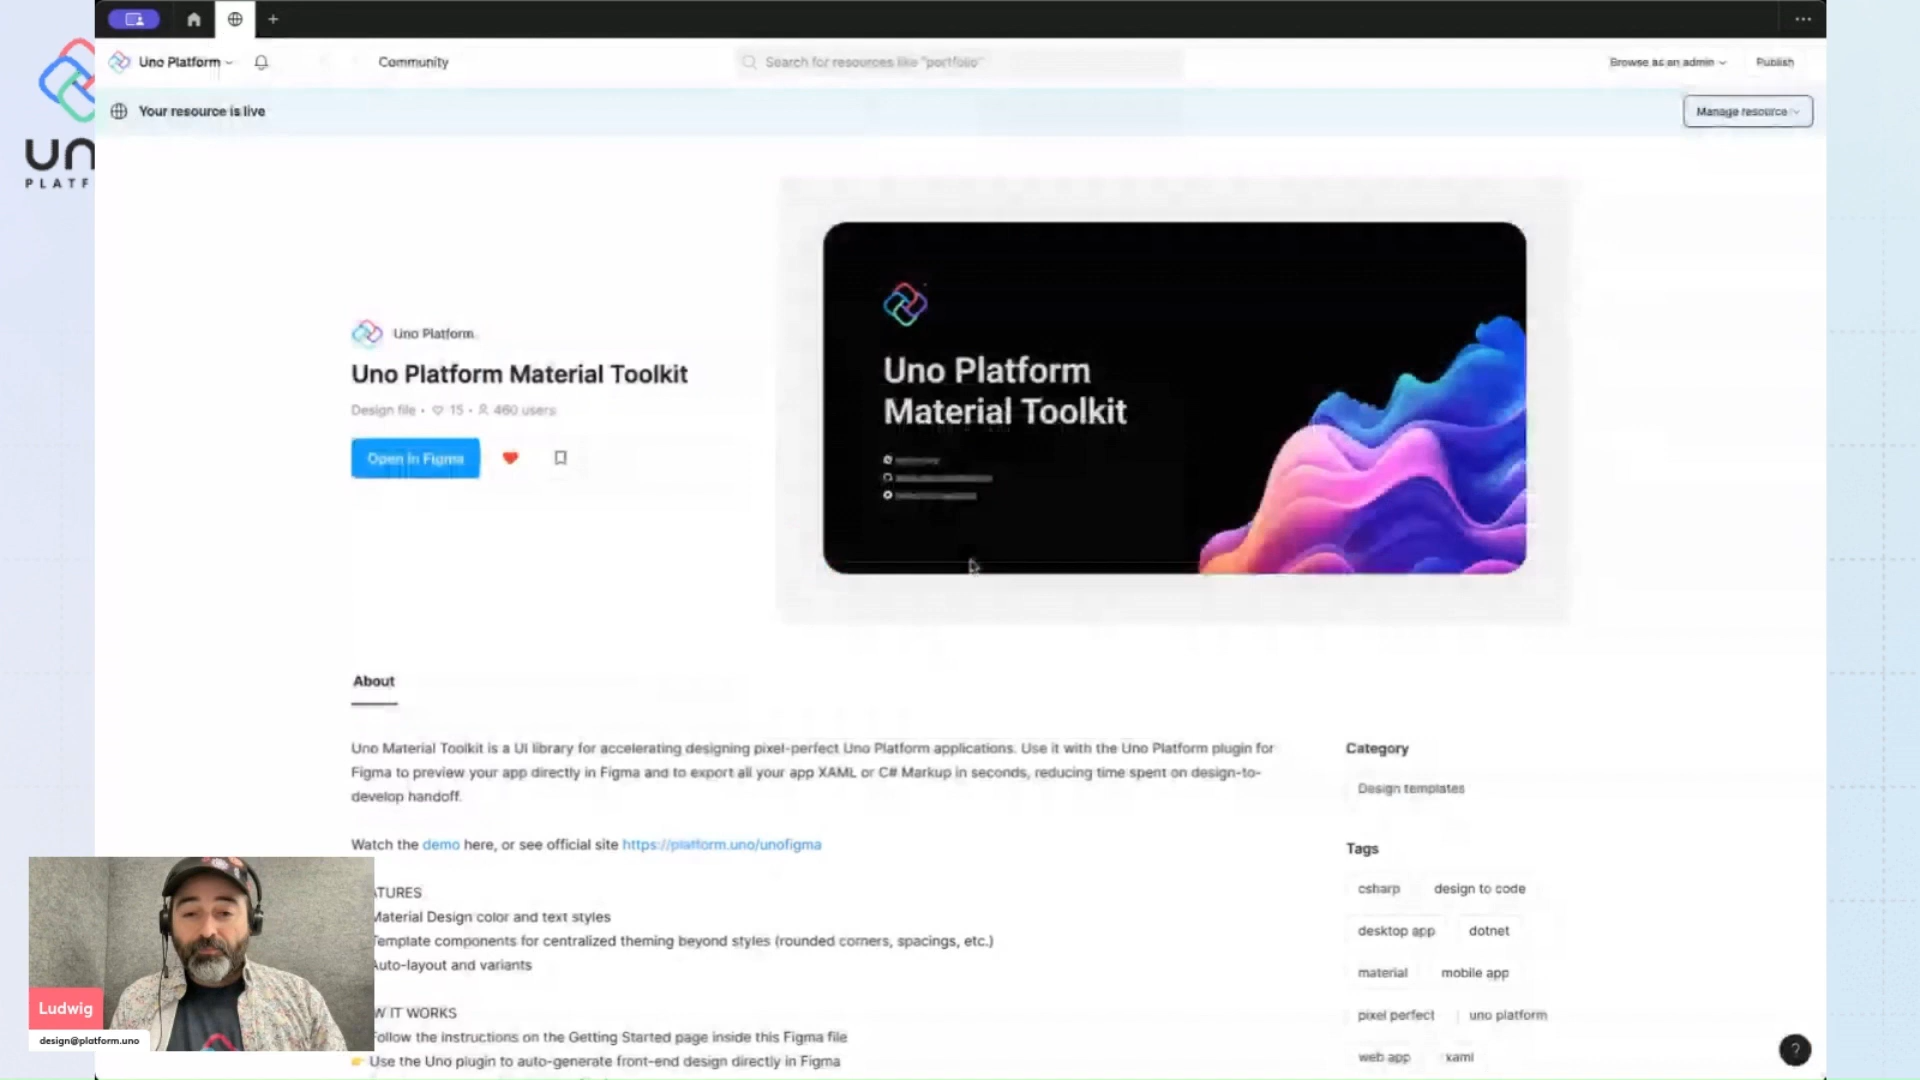 Uno Platform
Community
Search for resources like "portfolio"
Browse as an admin
Publish
Your resource is live
Manage resource
un
PLATF
Uno Platform
Uno Platform Material Toolkit
Design file • 15 • 460 users
Open in Figma
Uno Platform
Material Toolkit
About
Uno Material Toolkit is a UI library for accelerating designing pixel-perfect Uno Platform applications. Use it with the Uno Platform plugin for
Figma to preview your app directly in Figma and to export all your app XAML or C# Markup in seconds, reducing time spent on design-to-
develop handoff.
Watch the demo here, or see official site https://platform.uno/unofigma
ATURES
Material Design color and text styles
Template components for centralized theming beyond styles (rounded corners, spacings, etc.)
Auto-layout and variants
W IT WORKS
Follow the instructions on the Getting Started page inside this Figma file
👉 Use the Uno plugin to auto-generate front-end design directly in Figma
Category
Design templates
Tags
csharp
design to code
desktop app
dotnet
material
mobile app
pixel perfect
uno platform
web app
xaml
?
Ludwig
design@platform.uno